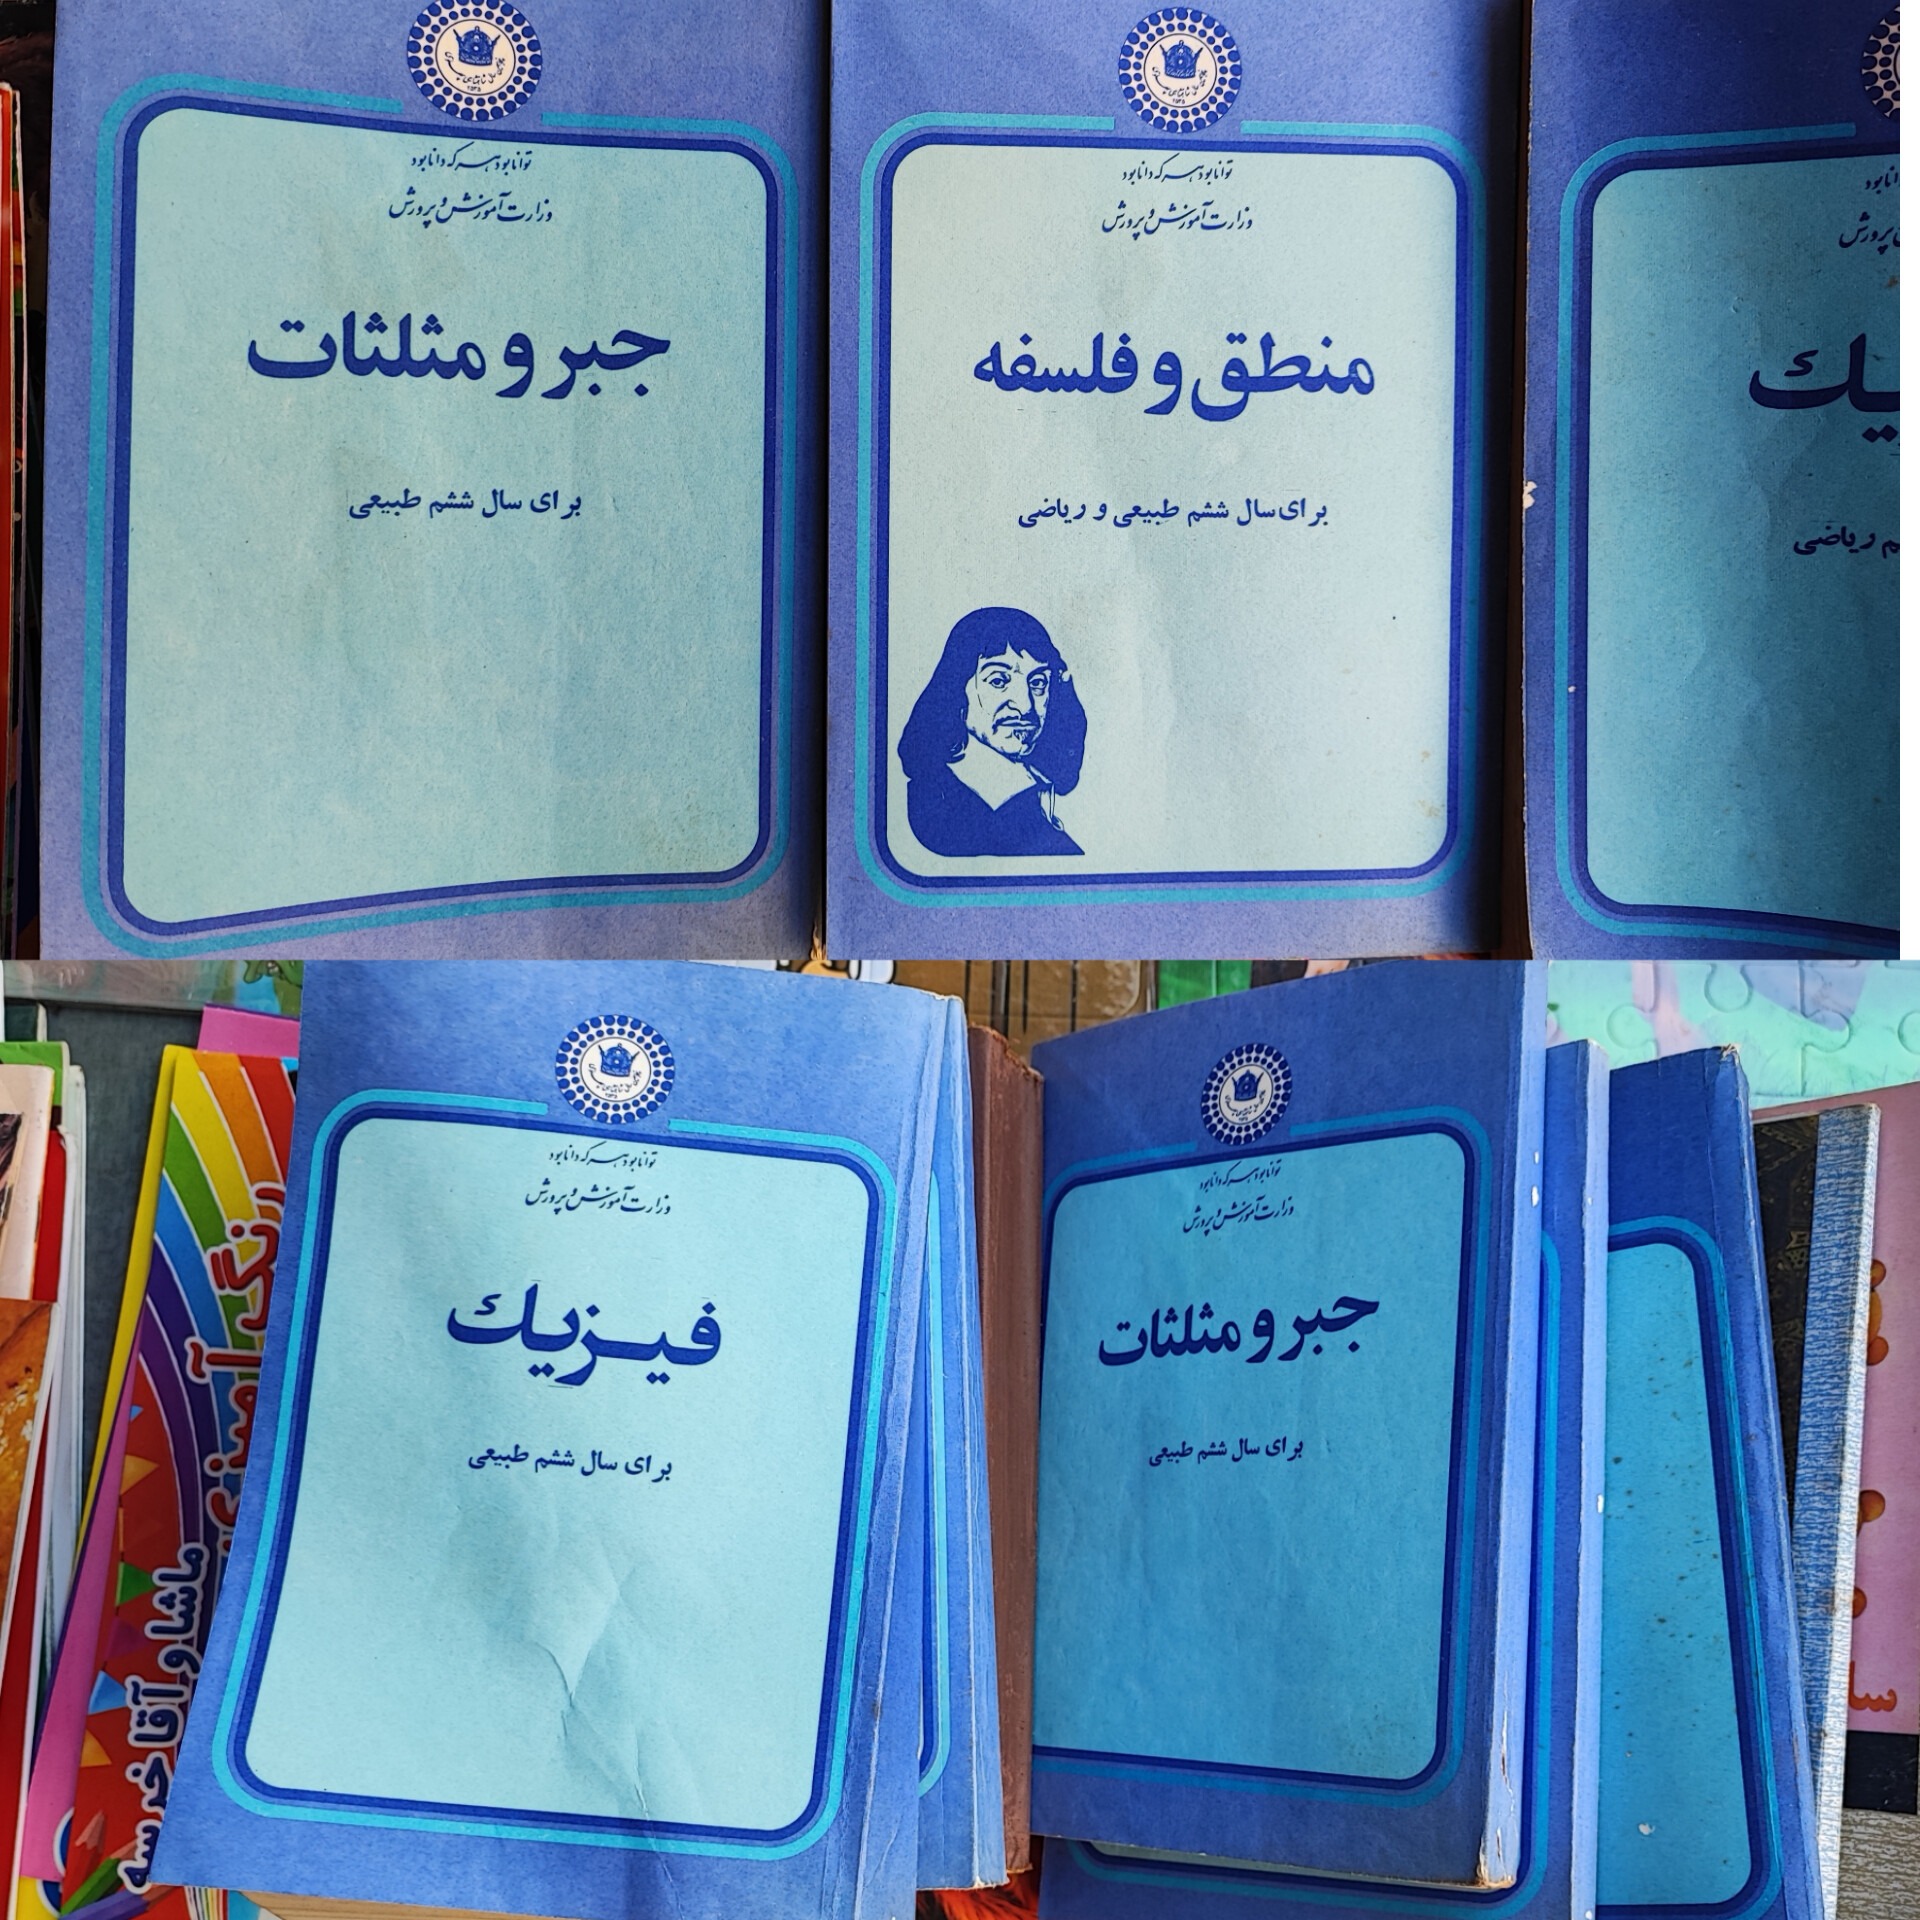 توانا بود هر که دانا بود
وزارت آموزش و پرورش
جبر و مثلثات
برای سال ششم طبیعی
توانا بود هر که دانا بود
وزارت آموزش و پرورش
منطق و فلسفه
برای سال ششم طبیعی و ریاضی
ریاضی
توانا بود هر که دانا بود
وزارت آموزش و پرورش
فیزیك
برای سال ششم طبیعی
توانا بود هر که دانا بود
وزارت آموزش و پرورش
جبر و مثلثات
برای سال ششم طبیعی
رنگ آمیزی
ماشا و آقا خرسه